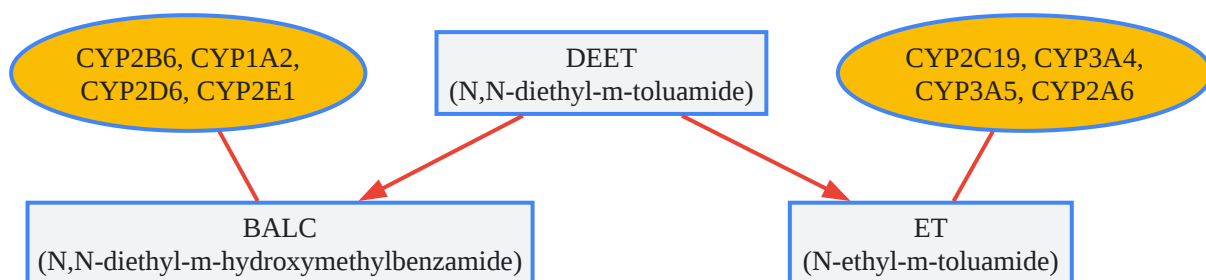 CYP2B6, CYP1A2,
CYP2D6, CYP2E1
DEET
(N,N-diethyl-m-toluamide)
CYP2C19, CYP3A4,
CYP3A5, CYP2A6
BALC
(N,N-diethyl-m-hydroxymethylbenzamide)
ET
(N-ethyl-m-toluamide)